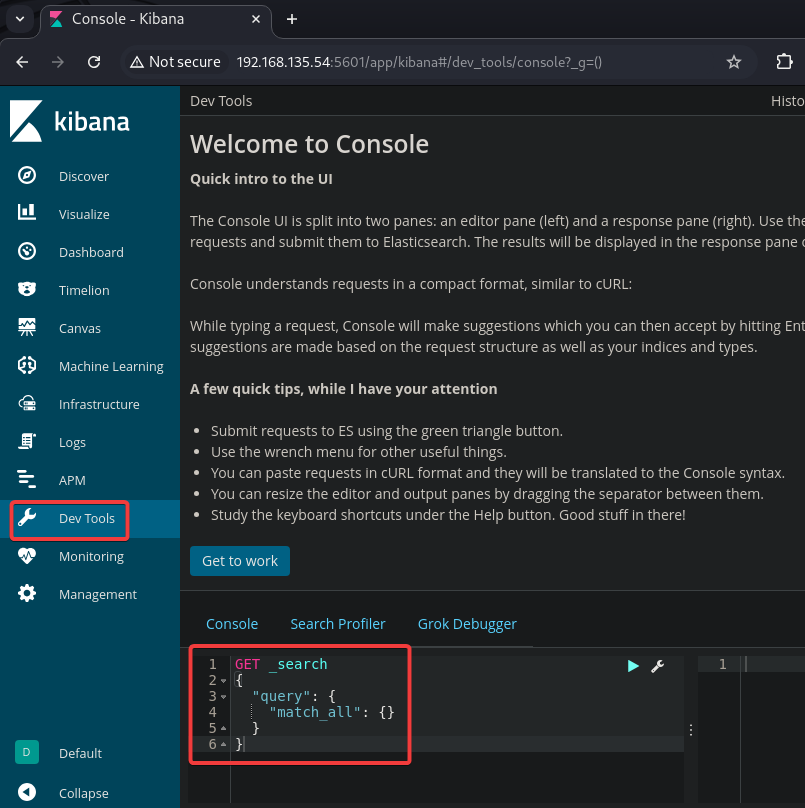 Console - Kibana
Not secure 192.168.135.54:5601/app/kibana#/dev_tools/console?_g=()
kibana
Discover
Visualize
Dashboard
Timelion
Canvas
Machine Learning
Infrastructure
Logs
APM
Dev Tools
Monitoring
Management
D Default
Collapse
Dev Tools
Histo
Welcome to Console
Quick intro to the UI
The Console UI is split into two panes: an editor pane (left) and a response pane (right). Use the
requests and submit them to Elasticsearch. The results will be displayed in the response pane
Console understands requests in a compact format, similar to cURL:
While typing a request, Console will make suggestions which you can then accept by hitting Ent
suggestions are made based on the request structure as well as your indices and types.
A few quick tips, while I have your attention
• Submit requests to ES using the green triangle button.
• Use the wrench menu for other useful things.
• You can paste requests in cURL format and they will be translated to the Console syntax.
• You can resize the editor and output panes by dragging the separator between them.
• Study the keyboard shortcuts under the Help button. Good stuff in there!
Get to work
Console Search Profiler Grok Debugger
1 GET _search
2 {
3 "query": {
4 "match_all": {}
5 }
6 }
1